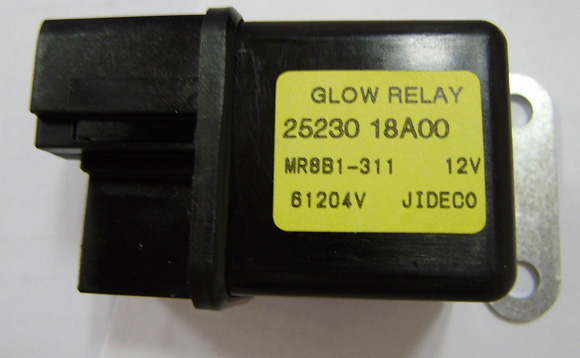 GLOW RELAY
25230 18A00
MR8B1-311 12V
61204V JIDECO